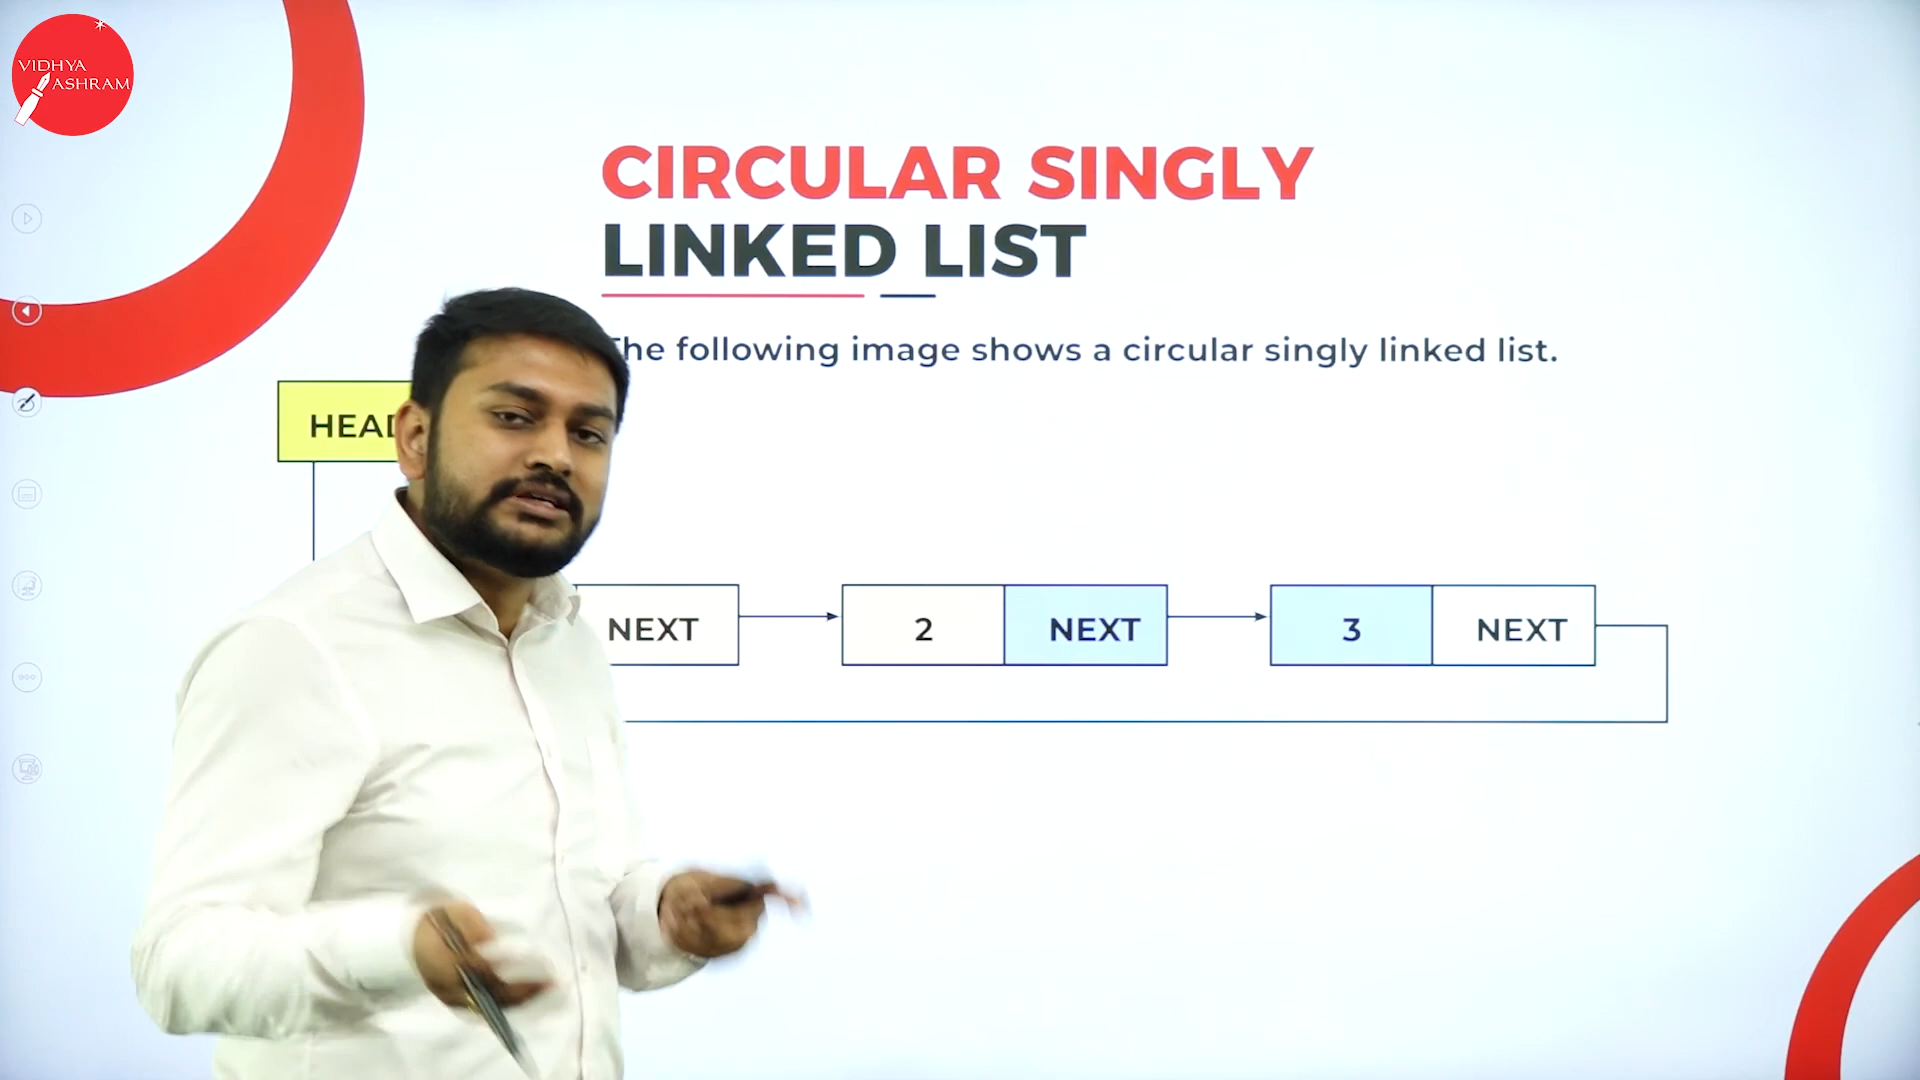 VIDHYA
ASHRAM
CIRCULAR SINGLY
LINKED LIST
The following image shows a circular singly linked list.
HEAD
NEXT
2
NEXT
3
NEXT